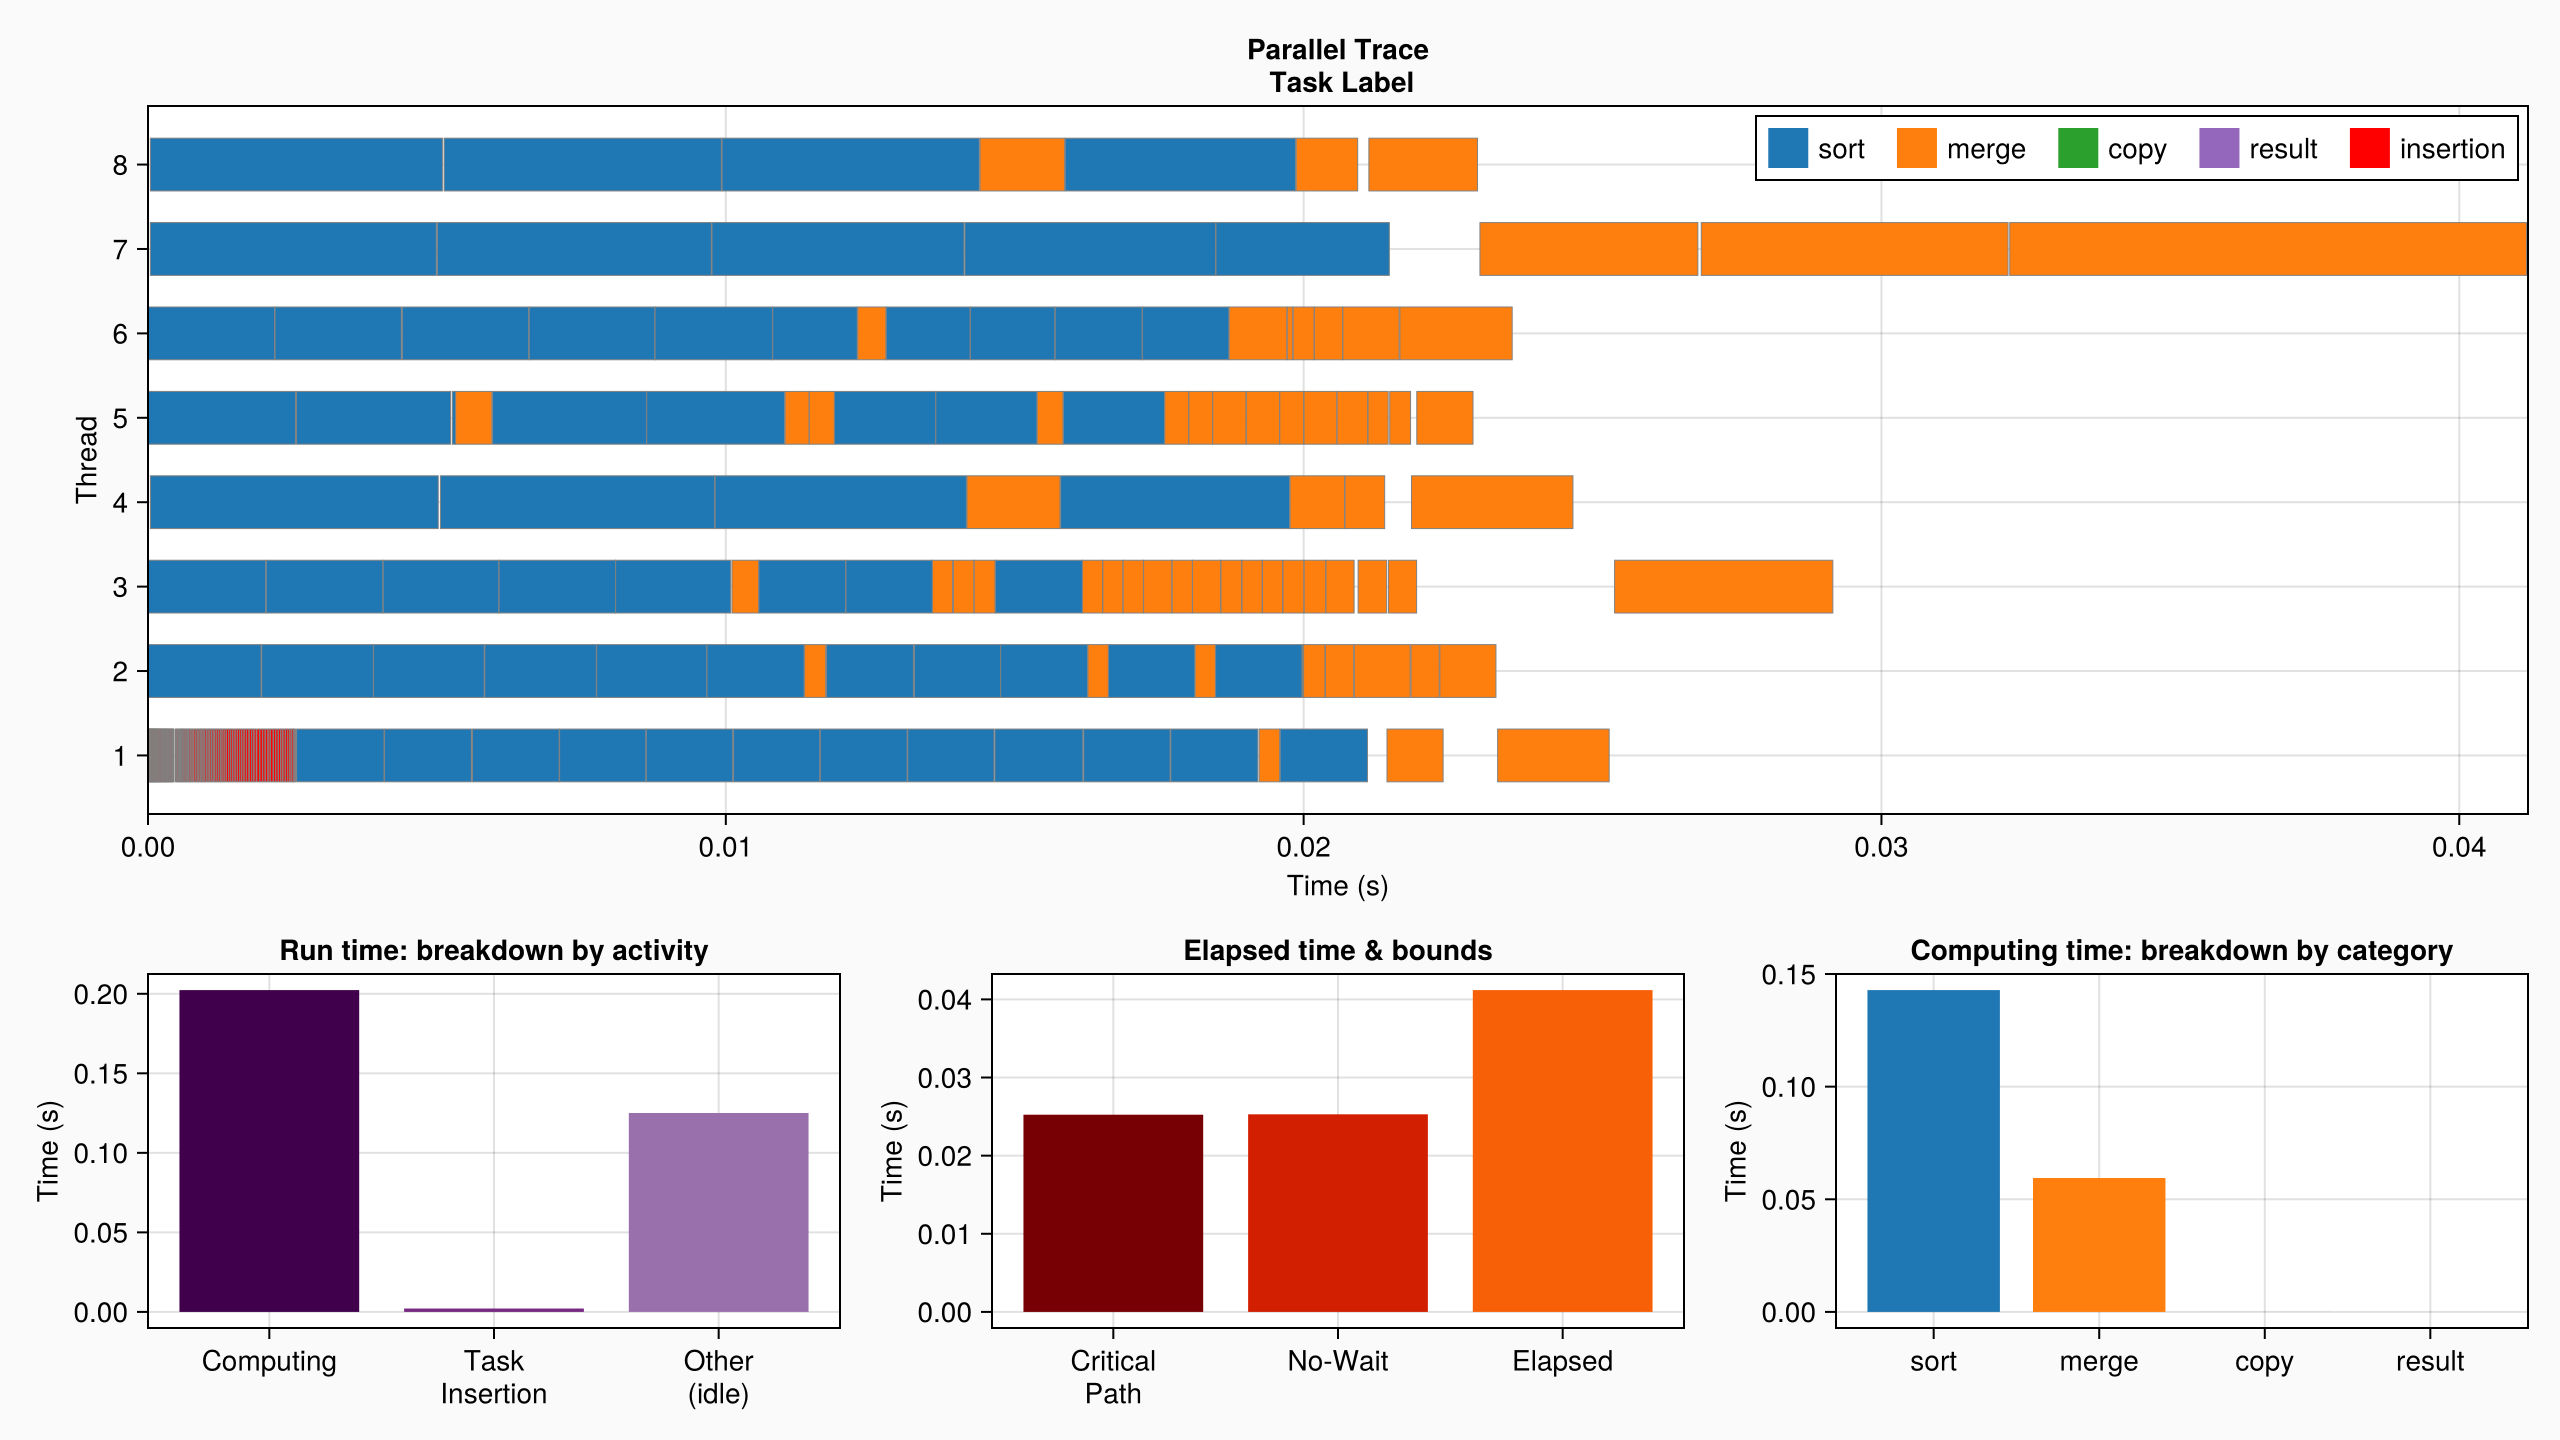 Parallel Trace
Task Label
sort merge copy result insertion
Thread
8
7
6
5
4
3
2
1
0.00 0.01 0.02 0.03 0.04
Time (s)
Run time: breakdown by activity
Time (s)
0.20
0.15
0.10
0.05
0.00
Computing Task Insertion Other (idle)
Elapsed time & bounds
Time (s)
0.04
0.03
0.02
0.01
0.00
Critical Path No-Wait Elapsed
Computing time: breakdown by category
Time (s)
0.15
0.10
0.05
0.00
sort merge copy result